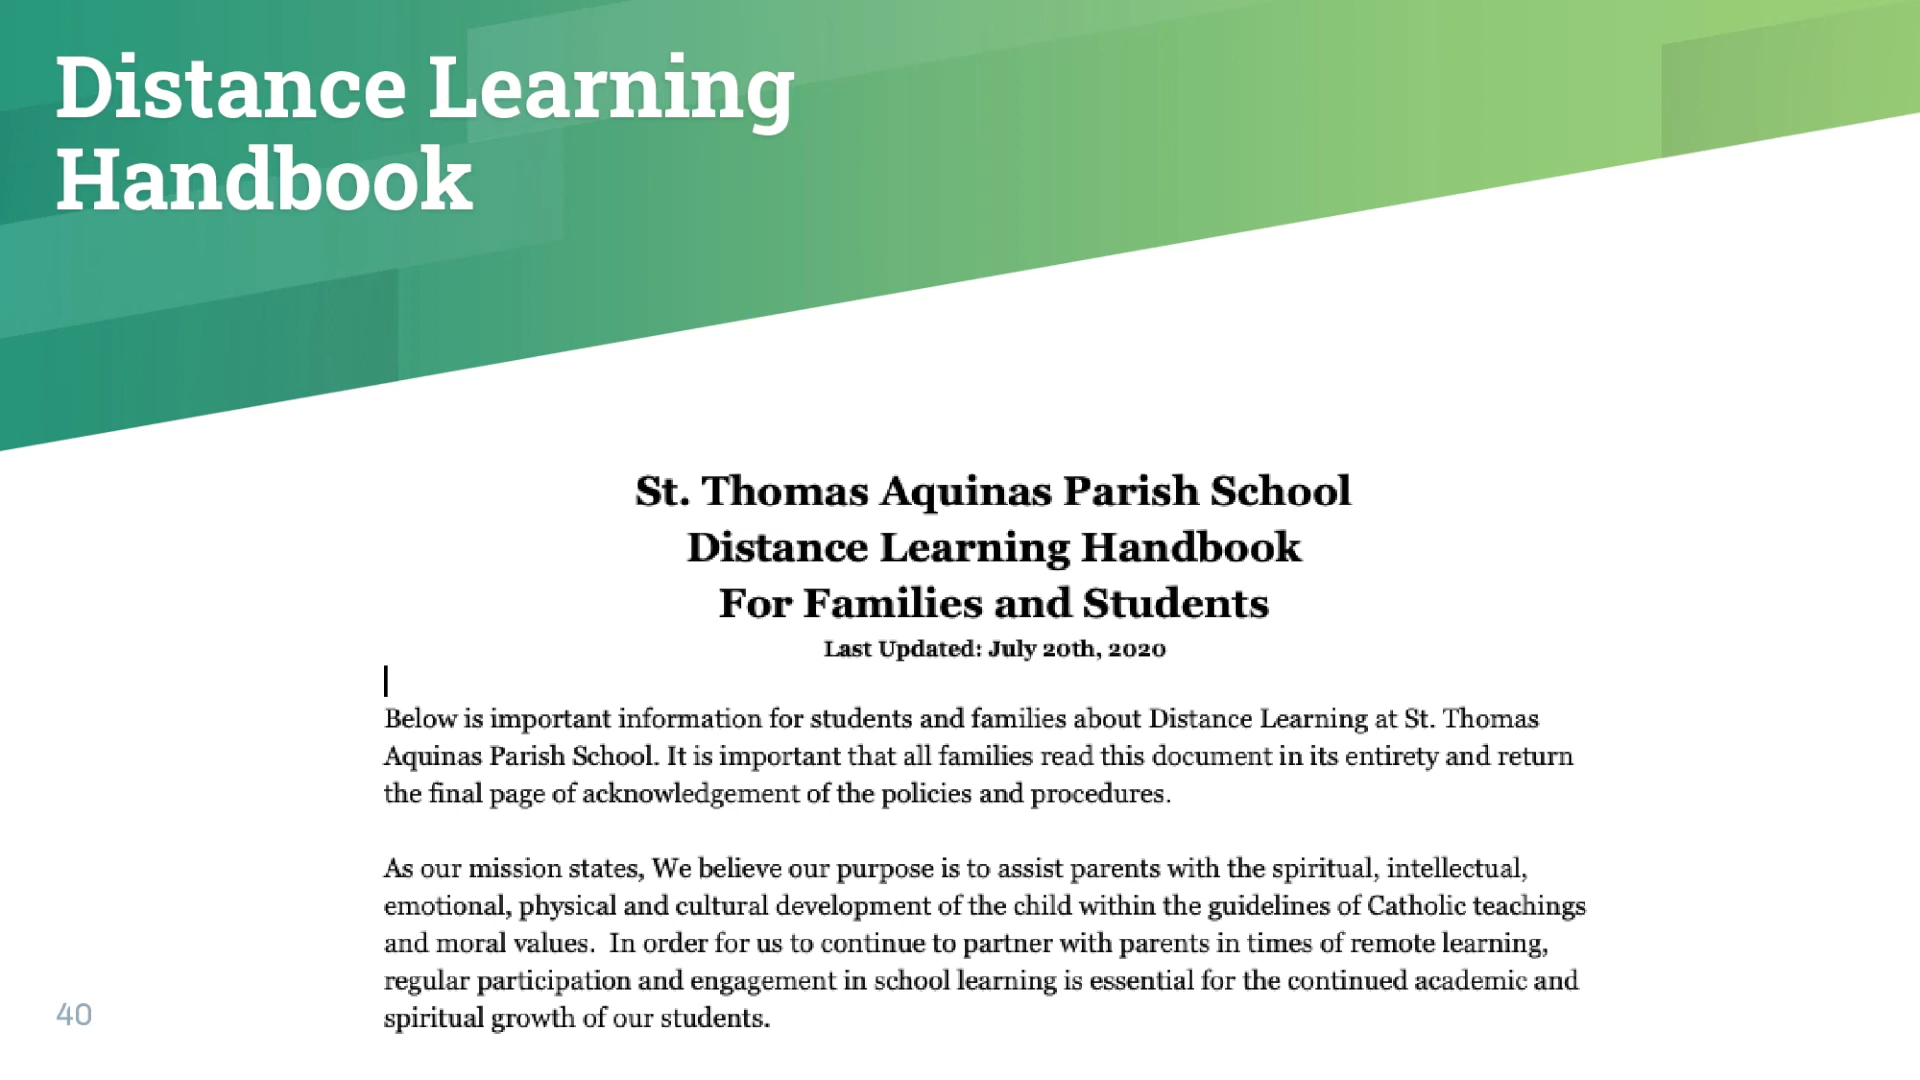 Distance Learning
Handbook
St. Thomas Aquinas Parish School
Distance Learning Handbook
For Families and Students
Last Updated: July 20th, 2020
Below is important information for students and families about Distance Learning at St. Thomas
Aquinas Parish School. It is important that all families read this document in its entirety and return
the final page of acknowledgement of the policies and procedures.
As our mission states, We believe our purpose is to assist parents with the spiritual, intellectual,
emotional, physical and cultural development of the child within the guidelines of Catholic teachings
and moral values.  In order for us to continue to partner with parents in times of remote learning,
regular participation and engagement in school learning is essential for the continued academic and
spiritual growth of our students.
40